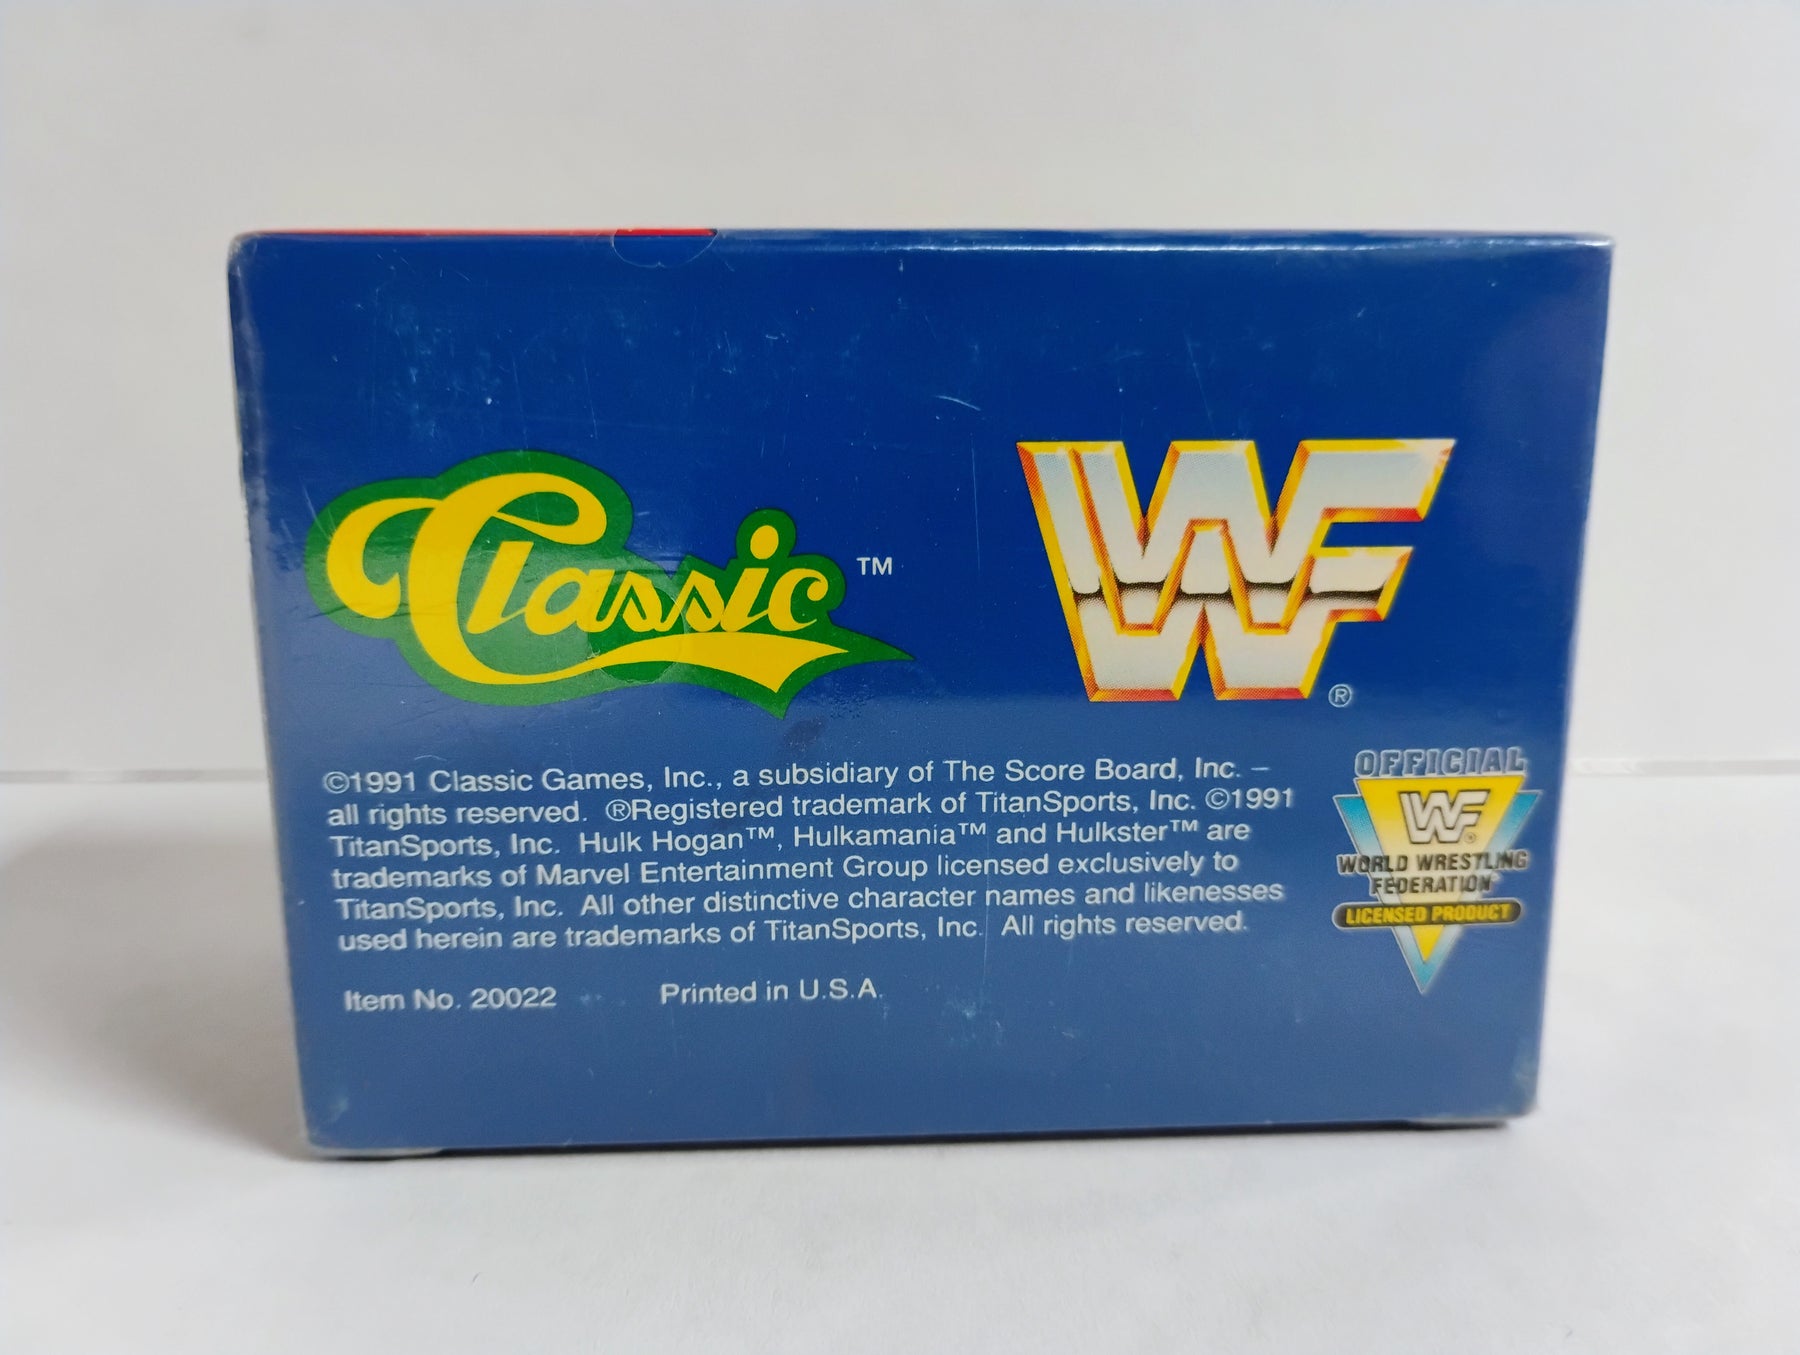 Classic ™
WF ®
©1991 Classic Games, Inc., a subsidiary of The Score Board, Inc. –
all rights reserved. ®Registered trademark of TitanSports, Inc. ©1991
TitanSports, Inc. Hulk Hogan™, Hulkamania™ and Hulkster™ are
trademarks of Marvel Entertainment Group licensed exclusively to
TitanSports, Inc. All other distinctive character names and likenesses
used herein are trademarks of TitanSports, Inc. All rights reserved.
Item No. 20022 Printed in U.S.A.
OFFICIAL
WF ®
WORLD WRESTLING
FEDERATION
LICENSED PRODUCT